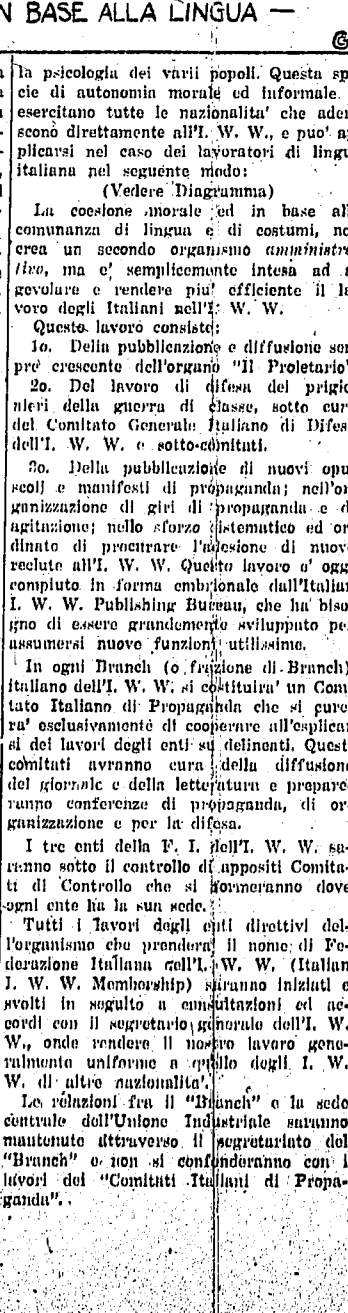 N BASE ALLA LINGUA —
la psicologia dei varii popoli. Questa sp
cie di autonomia morale ed informale
esercitano tutte le nazionalita' che ade
scono direttamente all'I. W. W., e puo' a
plicarsi nel caso dei lavoratori di lingu
italiana nel seguente modo:
(Vedere Diagramma)
La coesione morale ed in base al
comunanza di lingua e di costumi, no
crea un secondo organismo amministra
tivo, ma e' semplicemente intesa ad a
gevolare e rendere piu' efficiente il la
voro degli Italiani nell'I. W. W.
Questo lavoro consiste:
1o. Della pubblicazione e diffusione sem
pre crescente dell'organo "Il Proletario"
2o. Del lavoro di difesa dei prigio
nieri della guerra di classe, sotto cur
del Comitato Generale Italiano di Difes
dell'I. W. W. e sotto-comitati.
3o. Della pubblicazione di nuovi opu
scoli e manifesti di propaganda; nell'or
ganizzazione di giri di propaganda e d
agitazione; nello sforzo sistematico ed or
dinato di procurare l'adesione di nuov
reclute all'I. W. W. Questo lavoro e' ogg
compiuto in forma embrionale dall'Italian
I. W. W. Publishing Bureau, che ha biso
gno di essere grandemente sviluppato pe
assumersi nuove funzioni utilissime.
In ogni Branch (o frazione di Branch)
italiano dell'I. W. W. si costituira' un Com
tato Italiano di Propaganda che si cure
ra' esclusivamente di cooperare all'esplicar
si dei lavori degli enti su delineati. Quest
comitati avranno cura della diffusione
del giornale e della letteratura e prepare
ranno conferenze di propaganda, di or
ganizzazione e per la difesa.
I tre enti della F. I. dell'I. W. W. sa-
ranno sotto il controllo di appositi Comita-
ti di Controllo che si formeranno dove
ogni ente ha la sua sede.
Tutti i lavori degli enti direttivi del-
l'organismo che prendera' il nome di Fe-
derazione Italiana dell'I. W. W. (Italian
I. W. W. Membership) saranno iniziati e
svolti in seguito a consultazioni ed ac-
cordi con il segretario generale dell'I. W.
W., onde rendere il nostro lavoro gene-
ralmente uniforme a quello degli I. W.
W. di altre nazionalita'.
Le relazioni fra il "Branch" e la sede
centrale dell'Unione Industriale saranno
mantenute attraverso il segretariato del
"Branch" e non si confonderanno con i
lavori dei "Comitati Italiani di Propa-
ganda".